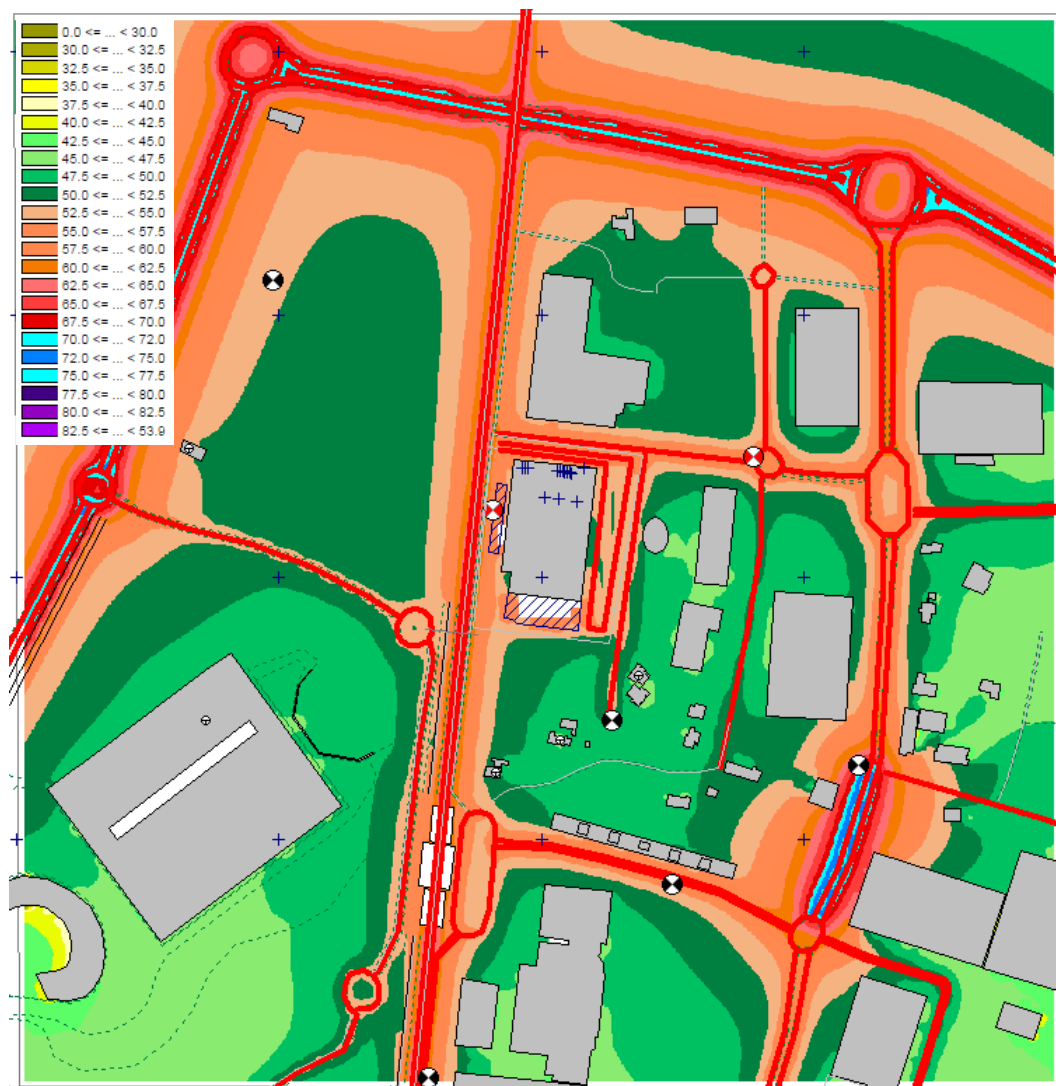 0.0 <= ... < 30.0
30.0 <= ... < 32.5
32.5 <= ... < 35.0
35.0 <= ... < 37.5
37.5 <= ... < 40.0
40.0 <= ... < 42.5
42.5 <= ... < 45.0
45.0 <= ... < 47.5
47.5 <= ... < 50.0
50.0 <= ... < 52.5
52.5 <= ... < 55.0
55.0 <= ... < 57.5
57.5 <= ... < 60.0
60.0 <= ... < 62.5
62.5 <= ... < 65.0
65.0 <= ... < 67.5
67.5 <= ... < 70.0
70.0 <= ... < 72.0
72.0 <= ... < 75.0
75.0 <= ... < 77.5
77.5 <= ... < 80.0
80.0 <= ... < 82.5
82.5 <= ... < 53.9